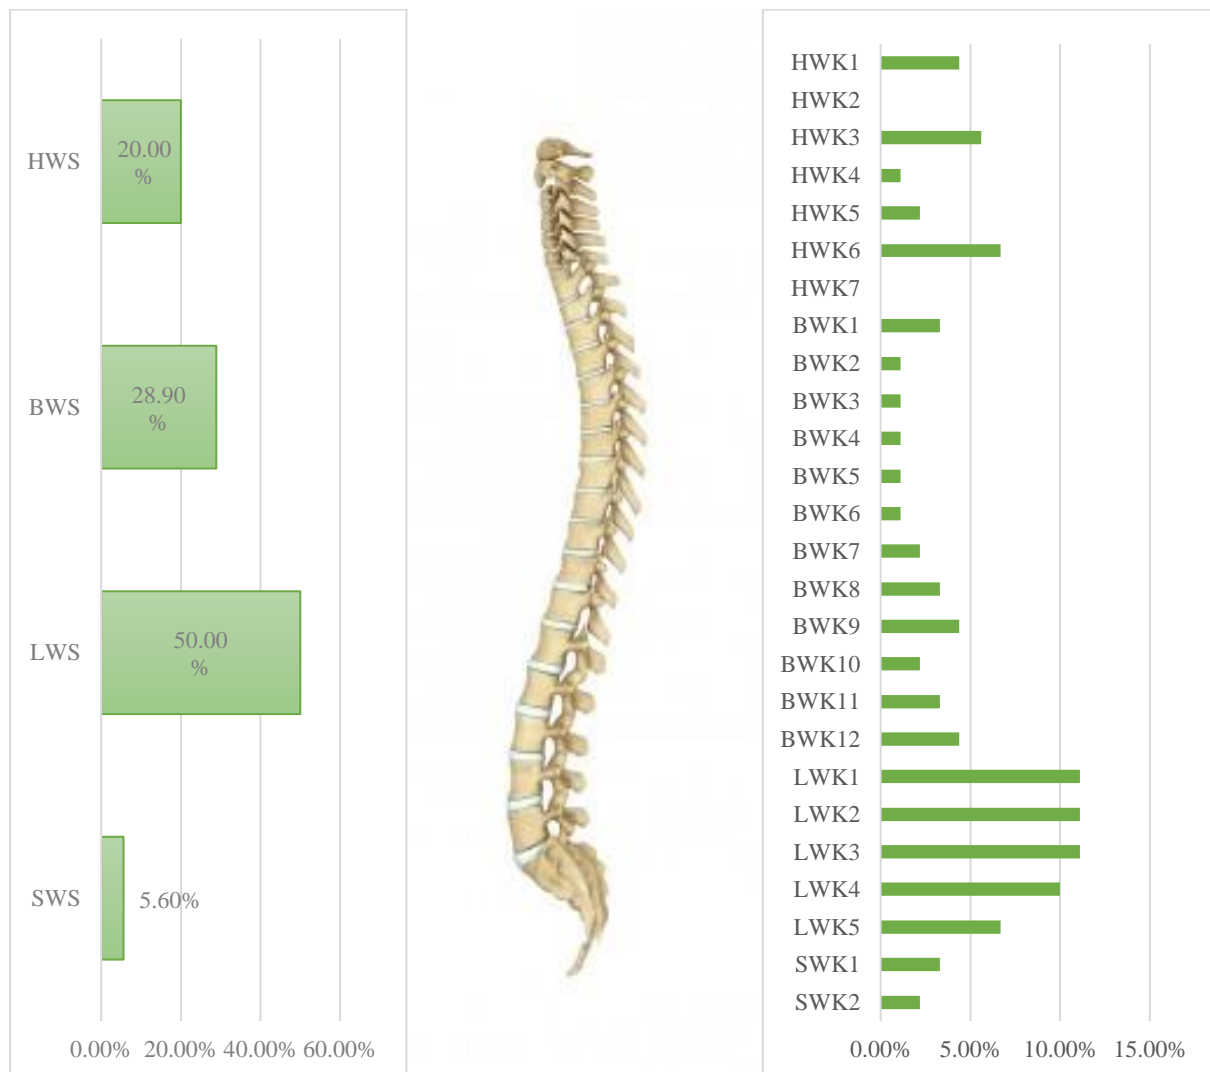 HWS
20.00
%
BWS
28.90
%
LWS
50.00
%
SWS
5.60%
0.00% 20.00% 40.00% 60.00%
HWK1
HWK2
HWK3
HWK4
HWK5
HWK6
HWK7
BWK1
BWK2
BWK3
BWK4
BWK5
BWK6
BWK7
BWK8
BWK9
BWK10
BWK11
BWK12
LWK1
LWK2
LWK3
LWK4
LWK5
SWK1
SWK2
0.00% 5.00% 10.00% 15.00%